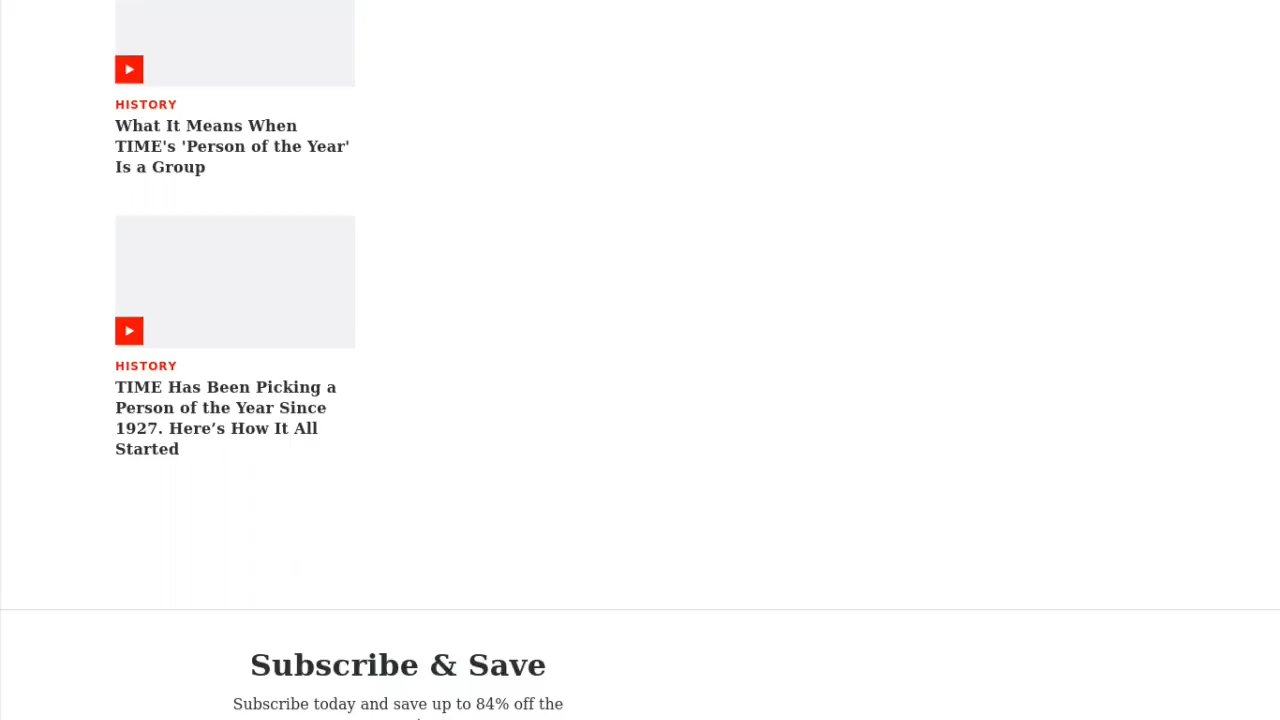 HISTORY
What It Means When
TIME's 'Person of the Year'
Is a Group
HISTORY
TIME Has Been Picking a
Person of the Year Since
1927. Here’s How It All
Started
Subscribe & Save
Subscribe today and save up to 84% off the